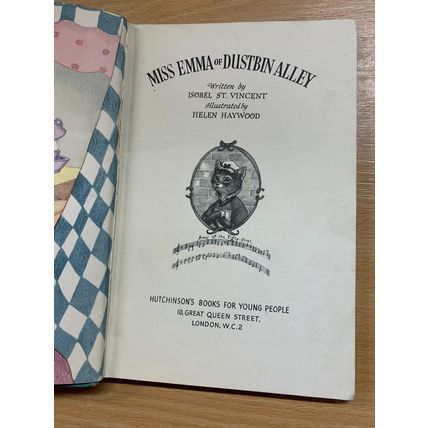 MISS EMMA OF DUSTBIN ALLEY
Written by
ISOBEL ST. VINCENT
Illustrated by
HELEN HAYWOOD
HUTCHINSON'S BOOKS FOR YOUNG PEOPLE
10, GREAT QUEEN STREET,
LONDON, W.C.2